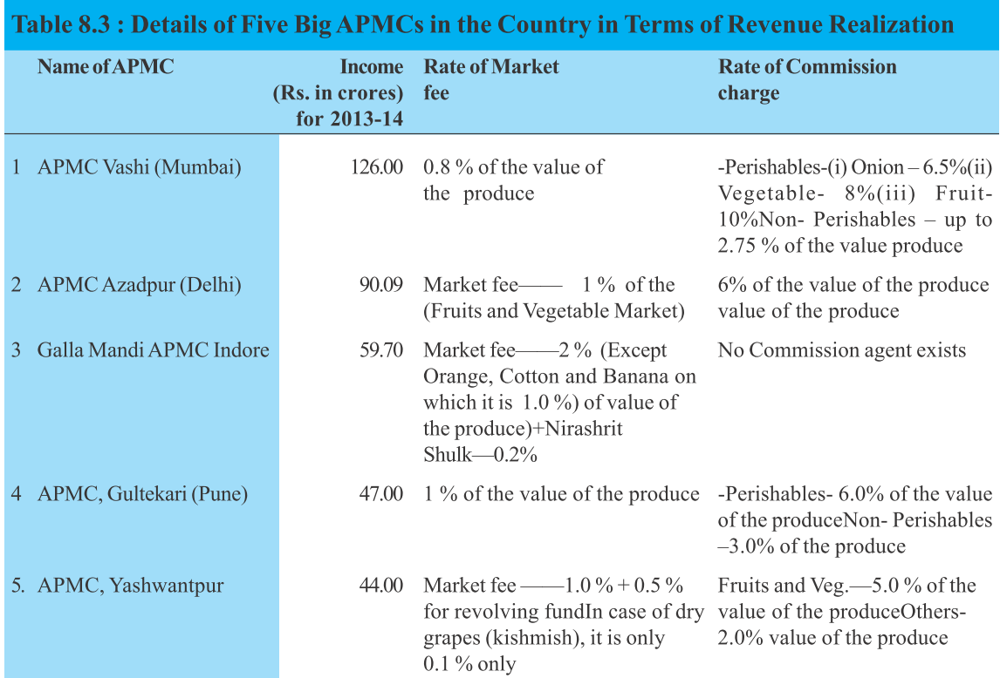 Table 8.3 : Details of Five Big APMCs in the Country in Terms of Revenue Realization
Name of APMC Income Rate of Market Rate of Commission
(Rs. in crores) fee charge
for 2013-14
1 APMC Vashi (Mumbai) 126.00 0.8 % of the value of -Perishables-(i) Onion – 6.5%(ii)
the produce Vegetable- 8%(iii) Fruit-
10%Non- Perishables – up to
2.75 % of the value produce
2 APMC Azadpur (Delhi) 90.09 Market fee—— 1 % of the 6% of the value of the produce
(Fruits and Vegetable Market) value of the produce
3 Galla Mandi APMC Indore 59.70 Market fee——2 % (Except No Commission agent exists
Orange, Cotton and Banana on
which it is 1.0 %) of value of
the produce)+Nirashrit
Shulk—0.2%
4 APMC, Gultekari (Pune) 47.00 1 % of the value of the produce -Perishables- 6.0% of the value
of the produceNon- Perishables
–3.0% of the produce
5. APMC, Yashwantpur 44.00 Market fee ——1.0 % + 0.5 % Fruits and Veg.—5.0 % of the
for revolving fundIn case of dry value of the produceOthers-
grapes (kishmish), it is only 2.0% value of the produce
0.1 % only